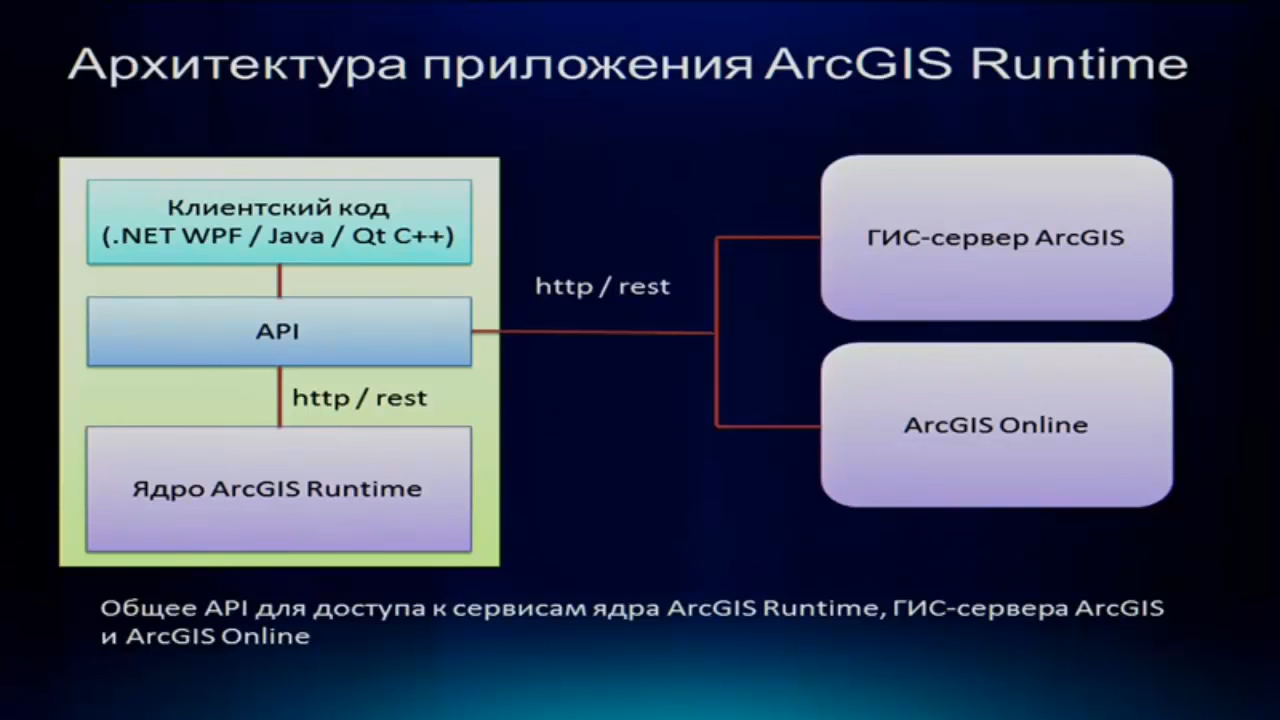 Архитектура приложения ArcGIS Runtime
Клиентский код
(.NET WPF / Java / Qt C++)
API
http / rest
Ядро ArcGIS Runtime
http / rest
ГИС-сервер ArcGIS
ArcGIS Online
Общее API для доступа к сервисам ядра ArcGIS Runtime, ГИС-сервера ArcGIS
и ArcGIS Online